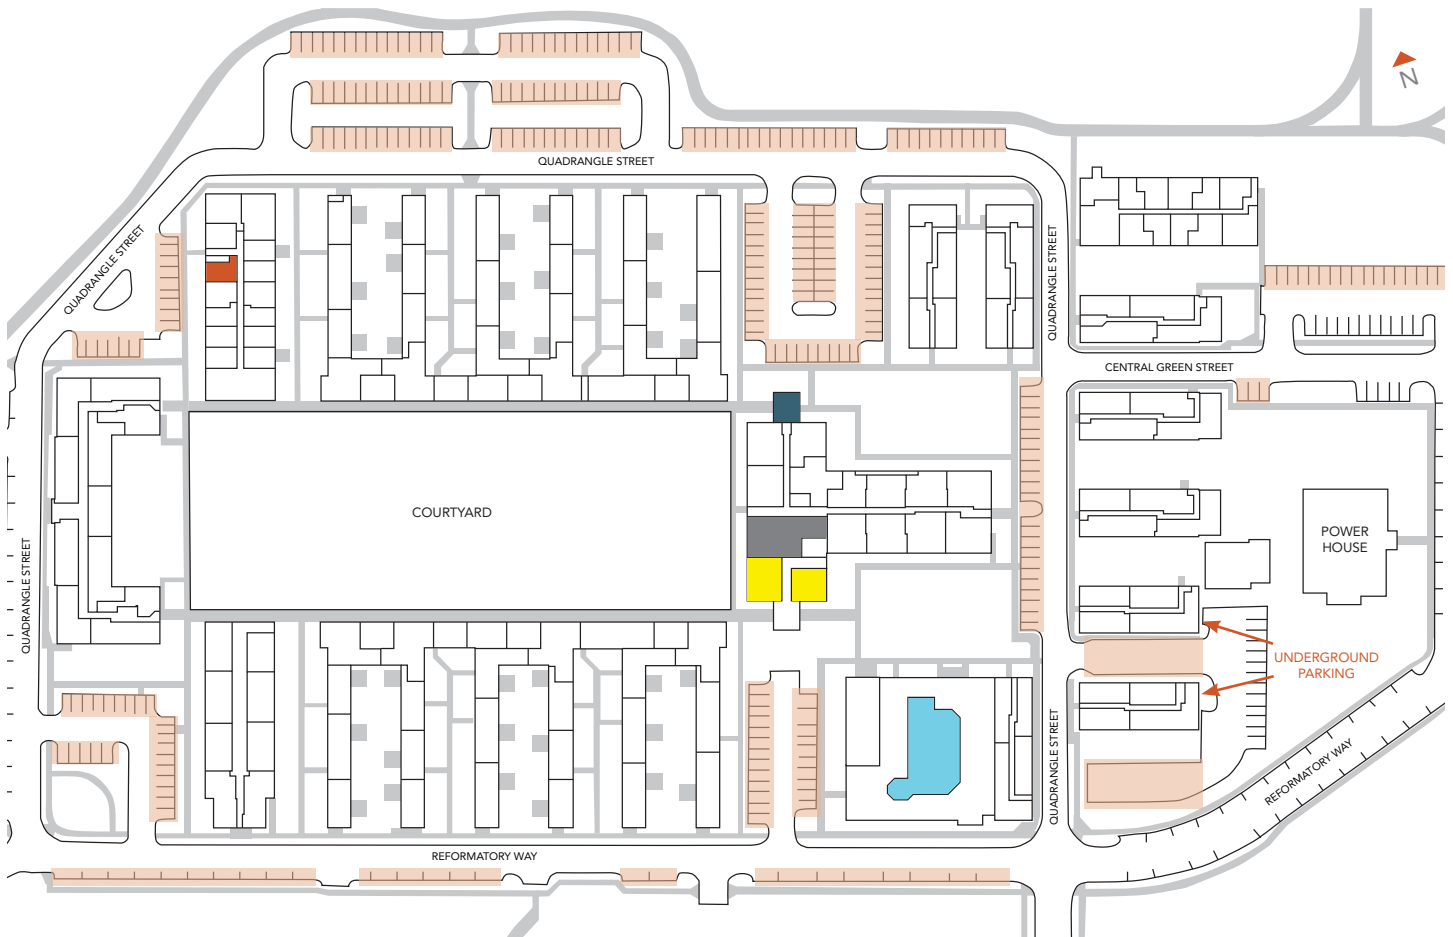 N
QUADRANGLE STREET
QUADRANGLE STREET
QUADRANGLE STREET
CENTRAL GREEN STREET
COURTYARD
POWER
HOUSE
QUADRANGLE STREET
UNDERGROUND
PARKING
QUADRANGLE STREET
REFORMATORY WAY
REFORMATORY WAY